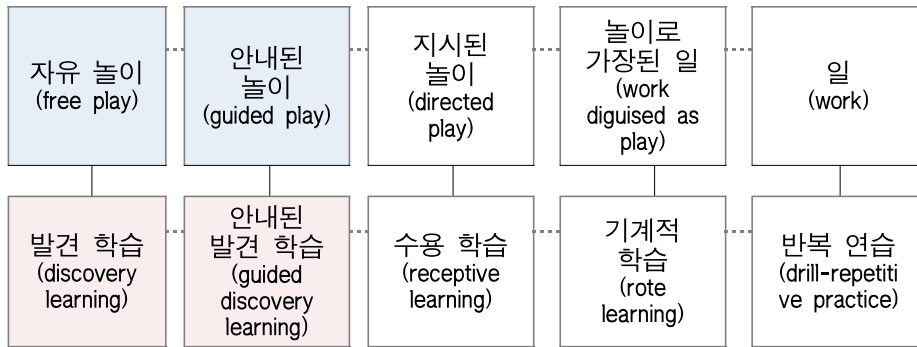 자유 놀이
(free play)
안내된
놀이
(guided play)
지시된
놀이
(directed
play)
놀이로
가장된 일
(work
diguised as
play)
일
(work)
발견 학습
(discovery
learning)
안내된
발견 학습
(guided
discovery
learning)
수용 학습
(receptive
learning)
기계적
학습
(rote
learning)
반복 연습
(drill-repetiti
ve practice)